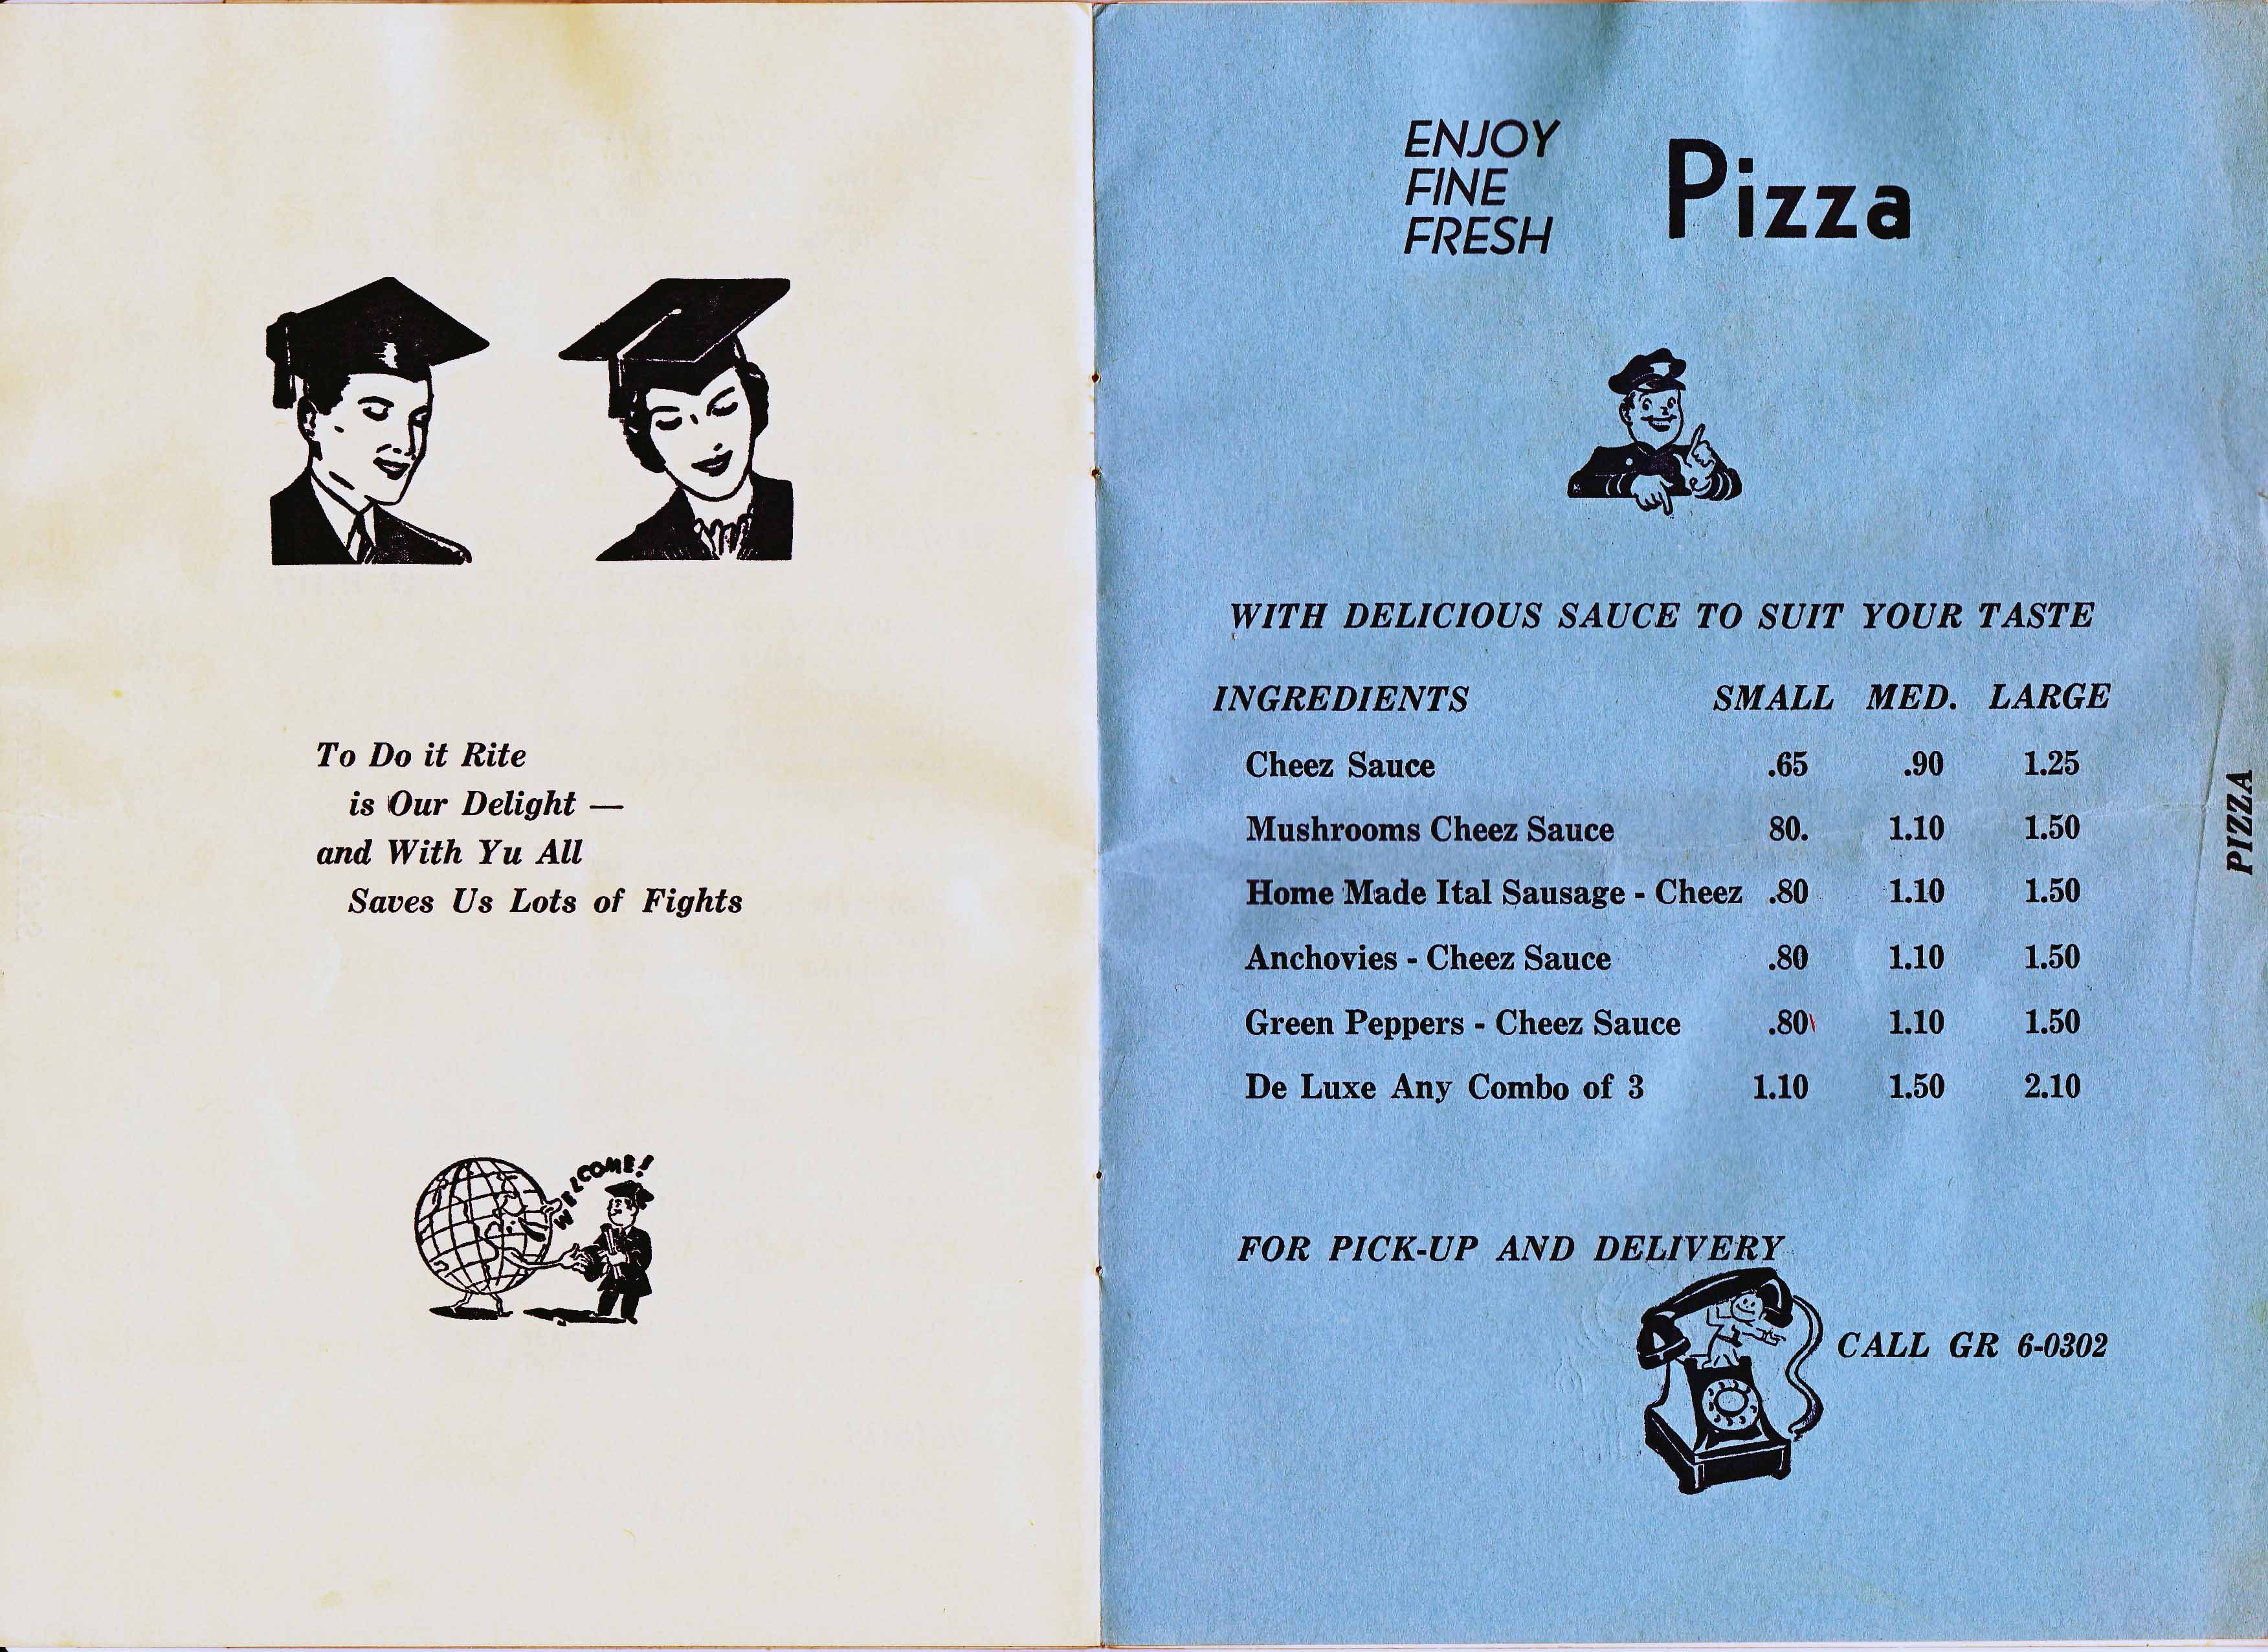 To Do it Rite
is Our Delight —
and With Yu All
Saves Us Lots of Fights
WELCOME!
ENJOY
FINE
FRESH
Pizza
WITH DELICIOUS SAUCE TO SUIT YOUR TASTE
INGREDIENTS SMALL MED. LARGE
Cheez Sauce .65 .90 1.25
Mushrooms Cheez Sauce 80. 1.10 1.50
Home Made Ital Sausage - Cheez .80 1.10 1.50
Anchovies - Cheez Sauce .80 1.10 1.50
Green Peppers - Cheez Sauce .80 1.10 1.50
De Luxe Any Combo of 3 1.10 1.50 2.10
FOR PICK-UP AND DELIVERY
CALL GR 6-0302
PIZZA